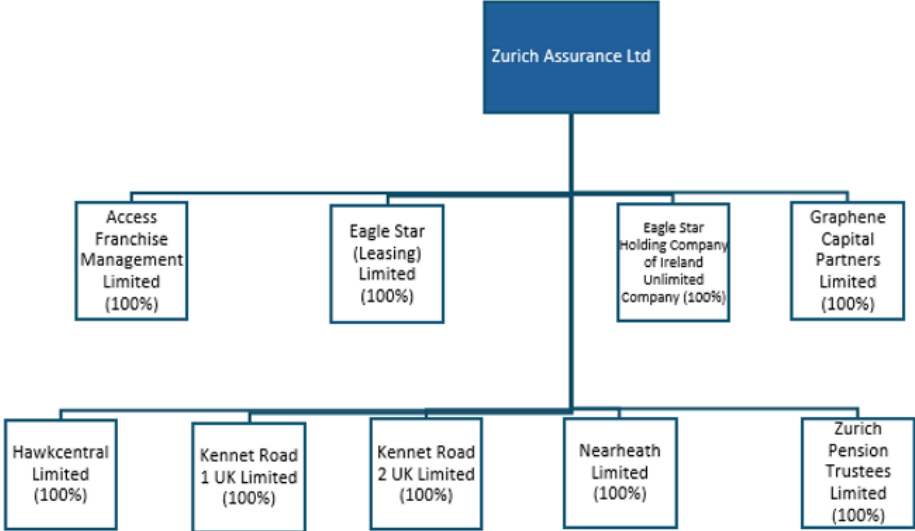 Zurich Assurance Ltd
Access
Franchise
Management
Limited
(100%)
Eagle Star
(Leasing)
Limited
(100%)
Eagle Star
Holding Company
of Ireland
Unlimited
Company (100%)
Graphene
Capital
Partners
Limited
(100%)
Hawkcentral
Limited
(100%)
Kennet Road
1 UK Limited
(100%)
Kennet Road
2 UK Limited
(100%)
Nearheath
Limited
(100%)
Zurich
Pension
Trustees
Limited
(100%)